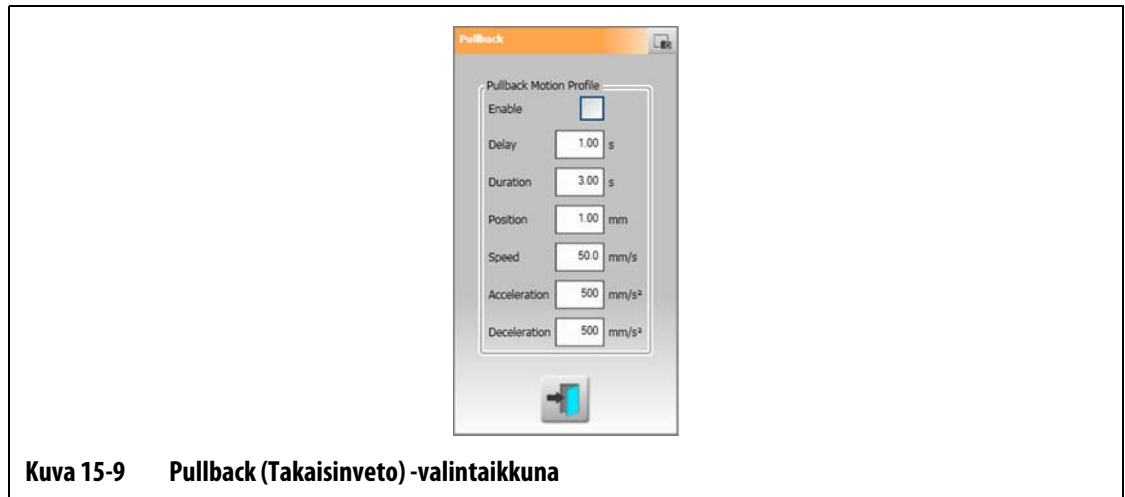 Pullback
Pullback Motion Profile
Enable
Delay 1.00 s
Duration 3.00 s
Position 1.00 mm
Speed 50.0 mm/s
Acceleration 500 mm/s²
Deceleration 500 mm/s²
Kuva 15-9 Pullback (Takaisinveto) -valintaikkuna